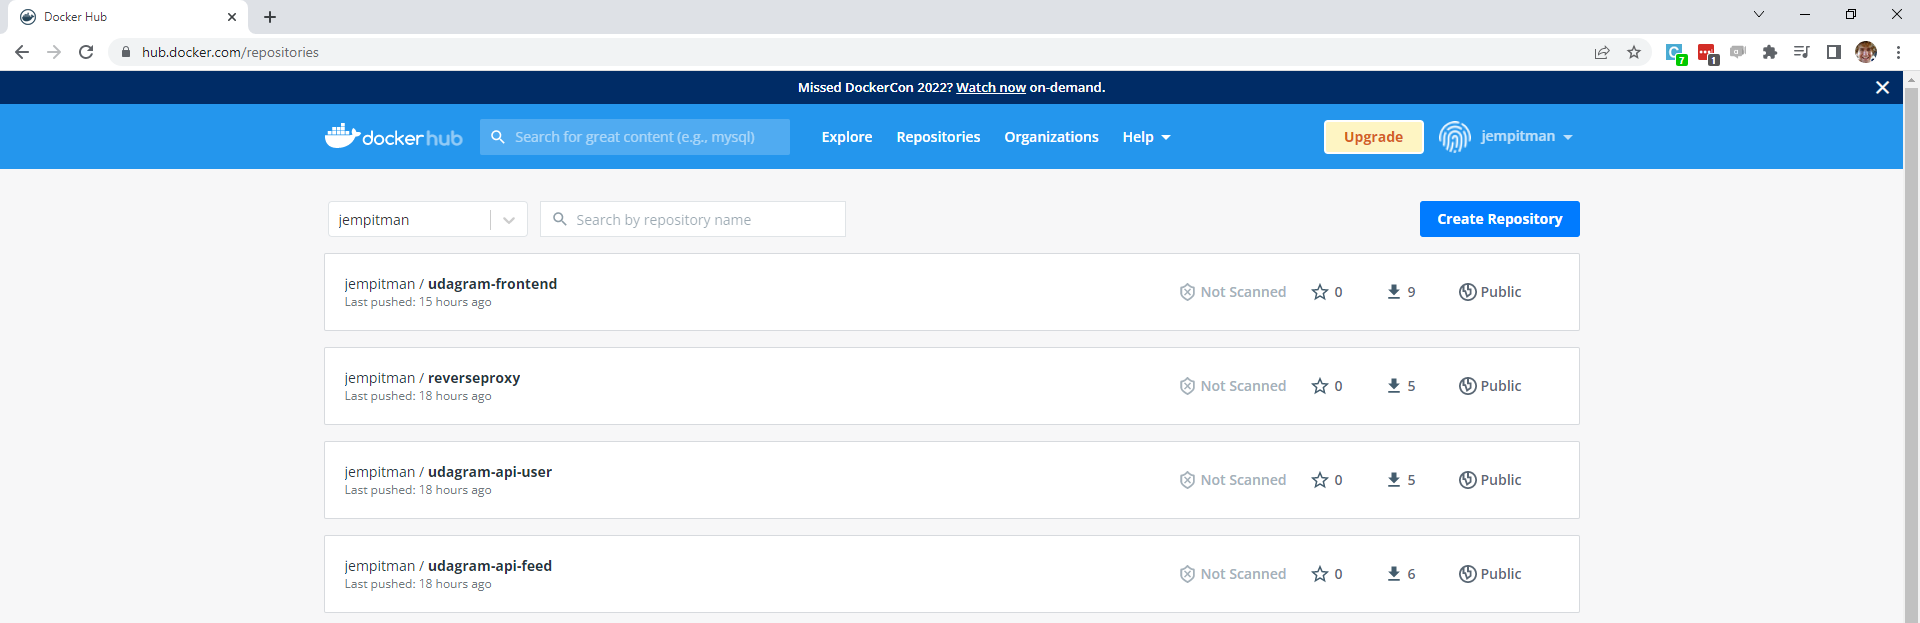 Docker Hub
hub.docker.com/repositories
7
1
Missed DockerCon 2022? Watch now on-demand.
docker hub
Search for great content (e.g., mysql)
Explore
Repositories
Organizations
Help
Upgrade
jempitman
jempitman
Search by repository name
Create Repository
jempitman / udagram-frontend
Last pushed: 15 hours ago
Not Scanned
0
9
Public
jempitman / reverseproxy
Last pushed: 18 hours ago
Not Scanned
0
5
Public
jempitman / udagram-api-user
Last pushed: 18 hours ago
Not Scanned
0
5
Public
jempitman / udagram-api-feed
Last pushed: 18 hours ago
Not Scanned
0
6
Public